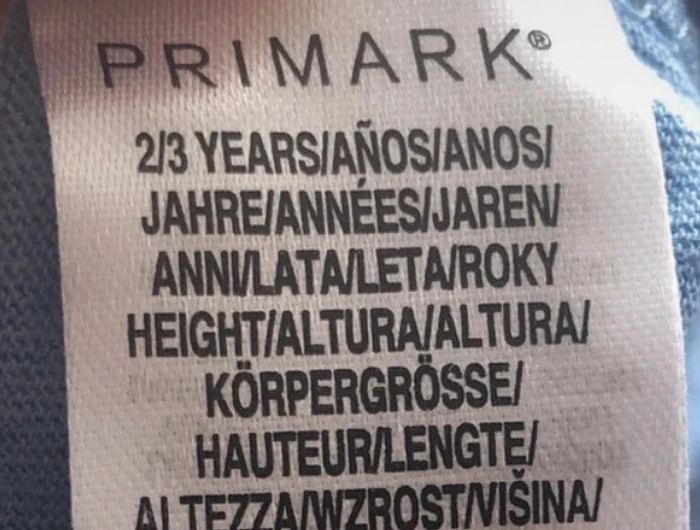 PRIMARK®
2/3 YEARS/AÑOS/ANOS/
JAHRE/ANNÉES/JAREN/
ANNI/LATA/LETA/ROKY
HEIGHT/ALTURA/ALTURA/
KÖRPERGRÖSSE/
HAUTEUR/LENGTE/
ALTEZZA/WZROST/VIŠINA/